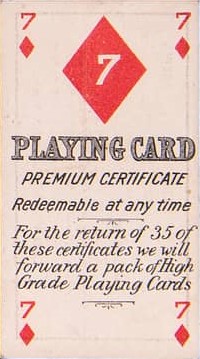 7 7
7
PLAYING CARD
PREMIUM CERTIFICATE
Redeemable at any time
For the return of 35 of
these certificates we will
forward a pack of High
Grade Playing Cards
7 7